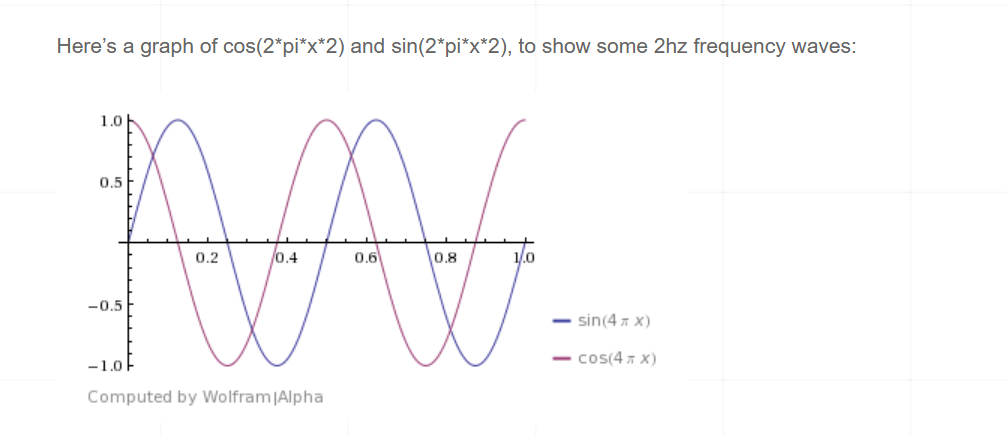 Here’s a graph of cos(2*pi*x*2) and sin(2*pi*x*2), to show some 2hz frequency waves:
1.0
0.5
0.2 0.4 0.6 0.8 1.0
−0.5
sin(4 π x)
cos(4 π x)
−1.0
Computed by Wolfram|Alpha